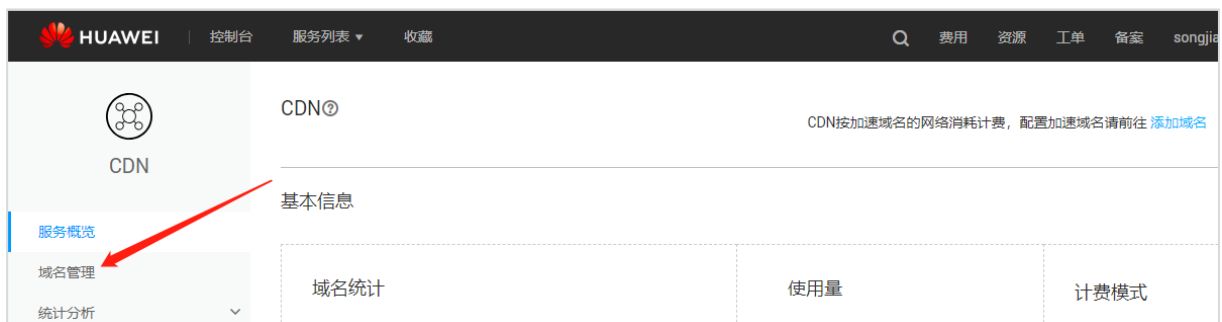 HUAWEI 控制台 服务列表 收藏 费用 资源 工单 备案 songjia
CDN
CDN按加速域名的网络消耗计费，配置加速域名请前往 添加域名
CDN
基本信息
服务概览
域名管理
域名统计 使用量 计费模式
统计分析